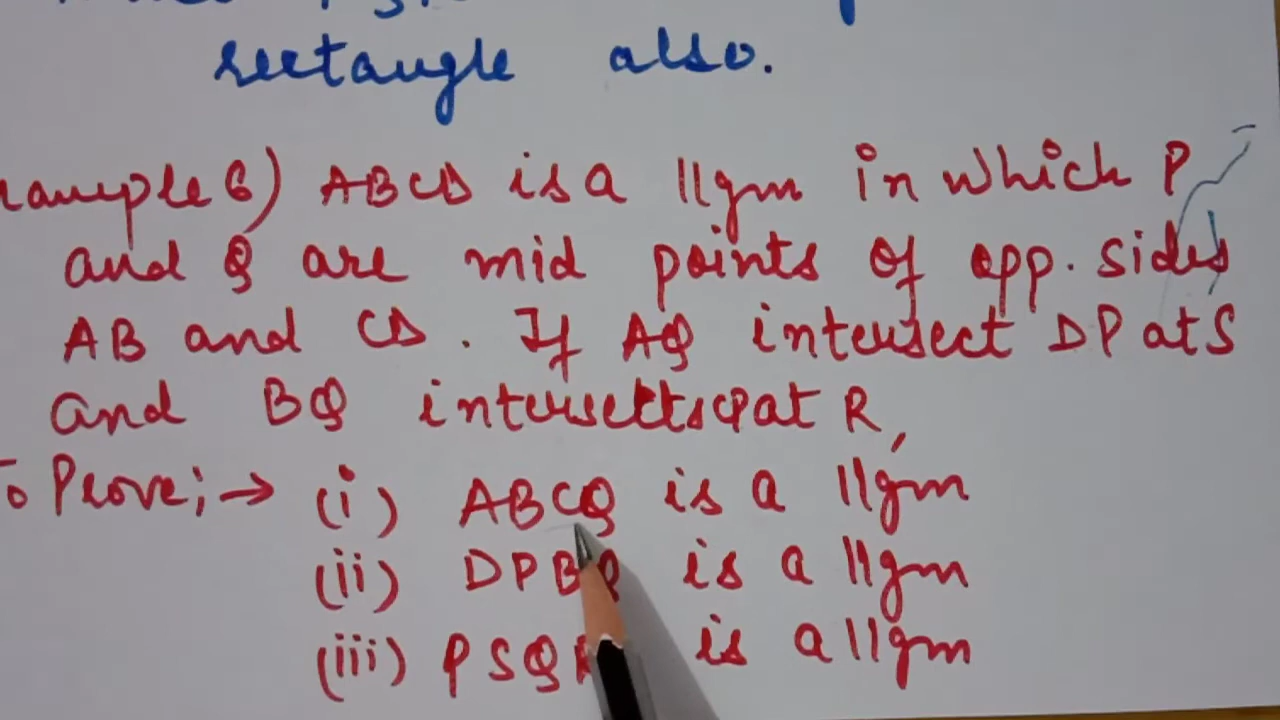 rectangle also.
xample 6) ABCD is a ||gm in which P
and Q are mid points of opp. sides
AB and CD. If AQ intersect DP at S
and BQ intersects CP at R,
To Prove; → (i) ABCQ is a ||gm
(ii) DPBQ is a ||gm
(iii) PSQR is a ||gm